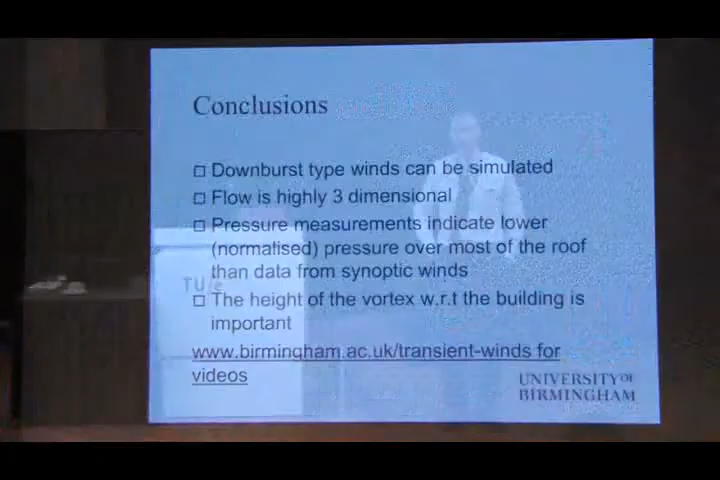 Conclusions
Downburst type winds can be simulated
Flow is highly 3 dimensional
Pressure measurements indicate lower
(normatised) pressure over most of the roof
than data from synoptic winds
The height of the vortex w.r.t the building is
important
www.birmingham.ac.uk/transient-winds for
videos
TU/e
UNIVERSITY OF
BIRMINGHAM